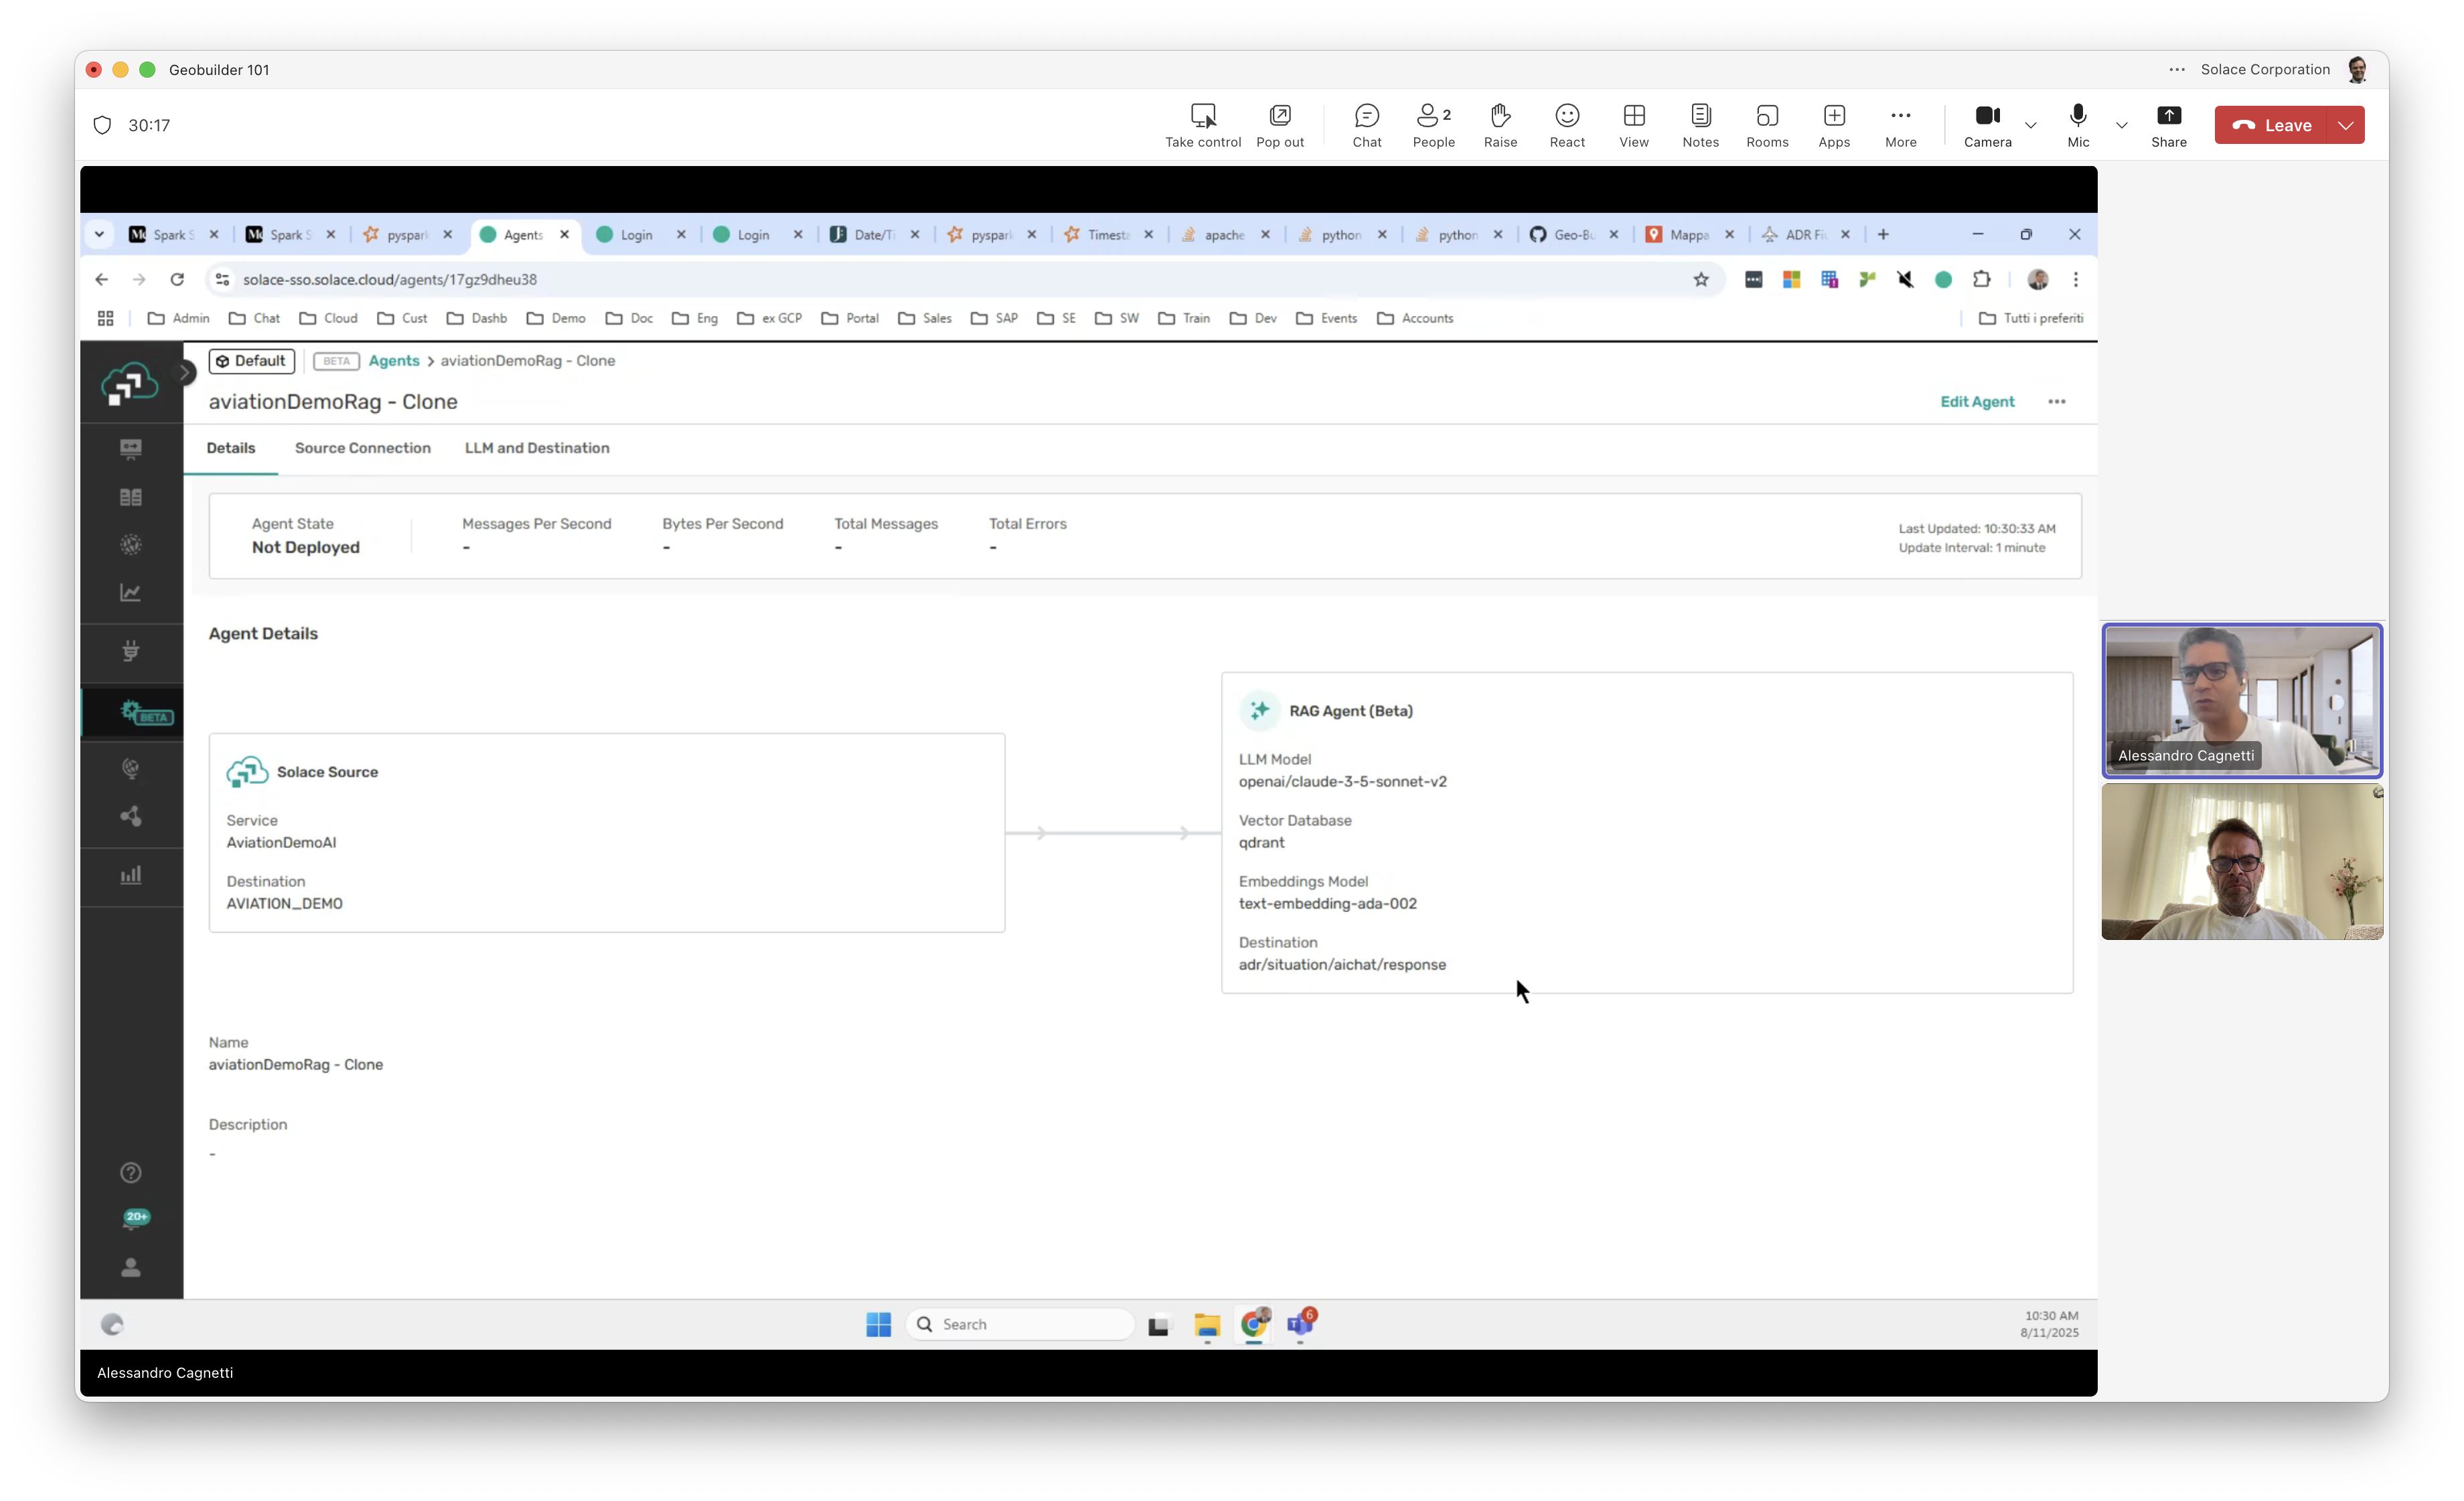 Geobuilder 101
Solace Corporation
30:17
Take control
Pop out
Chat
2
People
Raise
React
View
Notes
Rooms
Apps
More
Camera
Mic
Share
Leave
Spark S
Spark S
pyspark
Agents
Login
Login
Date/Ti
pyspark
Timesta
apache
python
python
Geo-Bu
Mappa
ADR Fiu
solace-sso.solace.cloud/agents/17gz9dheu38
Admin
Chat
Cloud
Cust
Dashb
Demo
Doc
Eng
ex GCP
Portal
Sales
SAP
SE
SW
Train
Dev
Events
Accounts
Tutti i preferiti
Default
BETA
Agents > aviationDemoRag - Clone
aviationDemoRag - Clone
Edit Agent
Details
Source Connection
LLM and Destination
Agent State
Not Deployed
Messages Per Second
-
Bytes Per Second
-
Total Messages
-
Total Errors
-
Last Updated: 10:30:33 AM
Update Interval: 1 minute
Agent Details
BETA
Solace Source
Service
AviationDemoAI
Destination
AVIATION_DEMO
RAG Agent (Beta)
LLM Model
openai/claude-3-5-sonnet-v2
Vector Database
qdrant
Embeddings Model
text-embedding-ada-002
Destination
adr/situation/aichat/response
Alessandro Cagnetti
Name
aviationDemoRag - Clone
Description
-
20+
Search
6
10:30 AM
8/11/2025
Alessandro Cagnetti